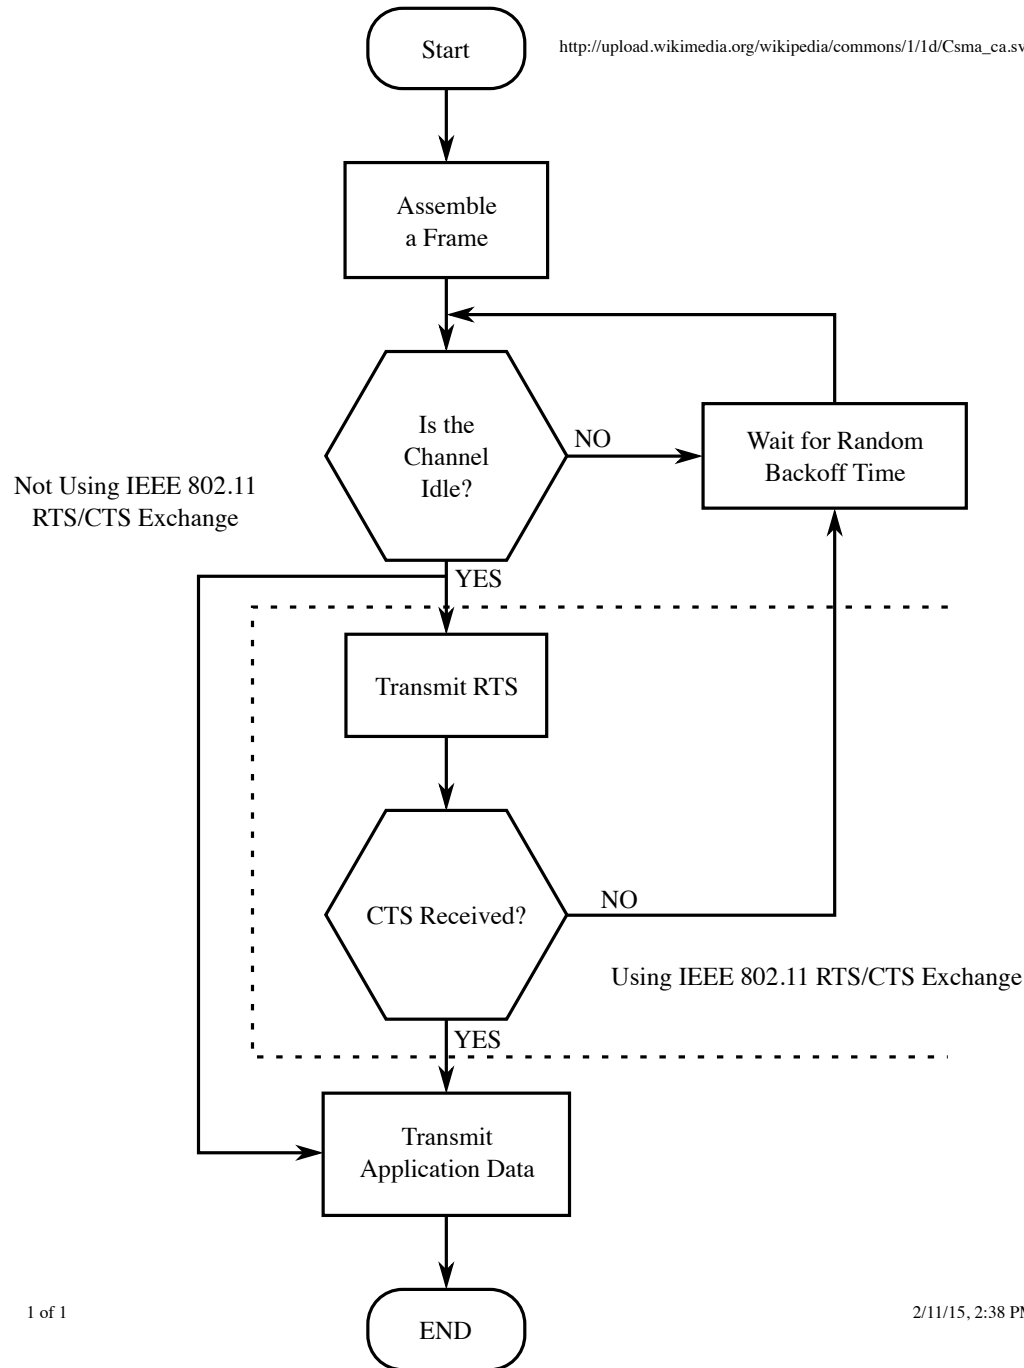 Start
http://upload.wikimedia.org/wikipedia/commons/1/1d/Csma_ca.sv
Assemble
a Frame
Is the
Channel
Idle?
NO
Wait for Random
Backoff Time
Not Using IEEE 802.11
RTS/CTS Exchange
YES
Transmit RTS
CTS Received?
NO
Using IEEE 802.11 RTS/CTS Exchange
YES
Transmit
Application Data
END
1 of 1
2/11/15, 2:38 PM